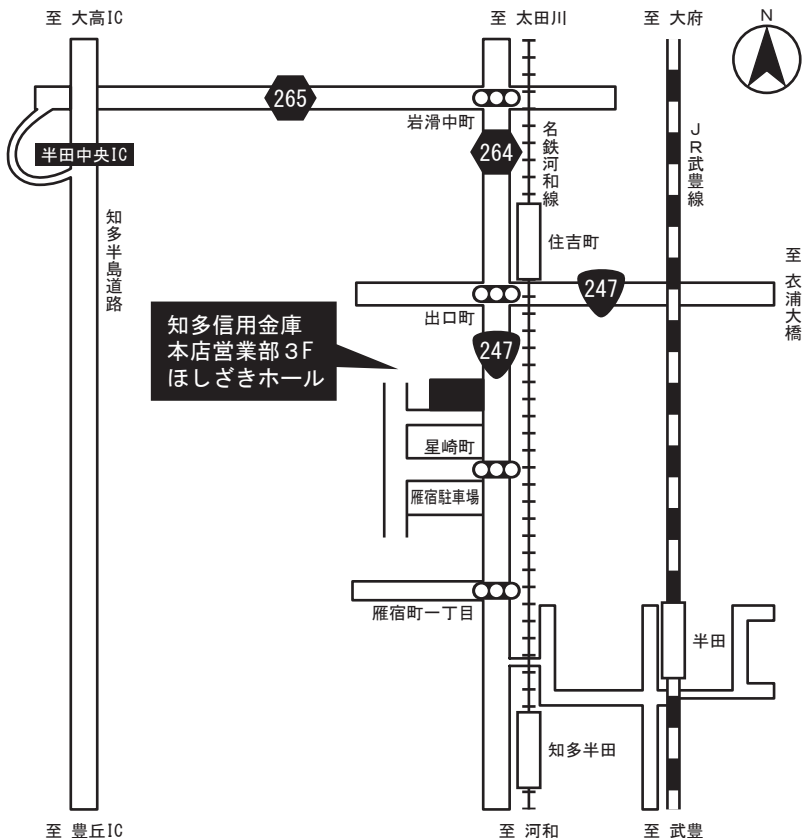 至 大高IC
至 太田川
至 大府
N
265
岩滑中町
半田中央IC
264
名鉄河和線
JR武豊線
知多半島道路
住吉町
至 衣浦大橋
247
出口町
知多信用金庫
本店営業部3F
ほしざきホール
247
星崎町
雁宿駐車場
雁宿町一丁目
半田
知多半田
至 豊丘IC
至 河和
至 武豊